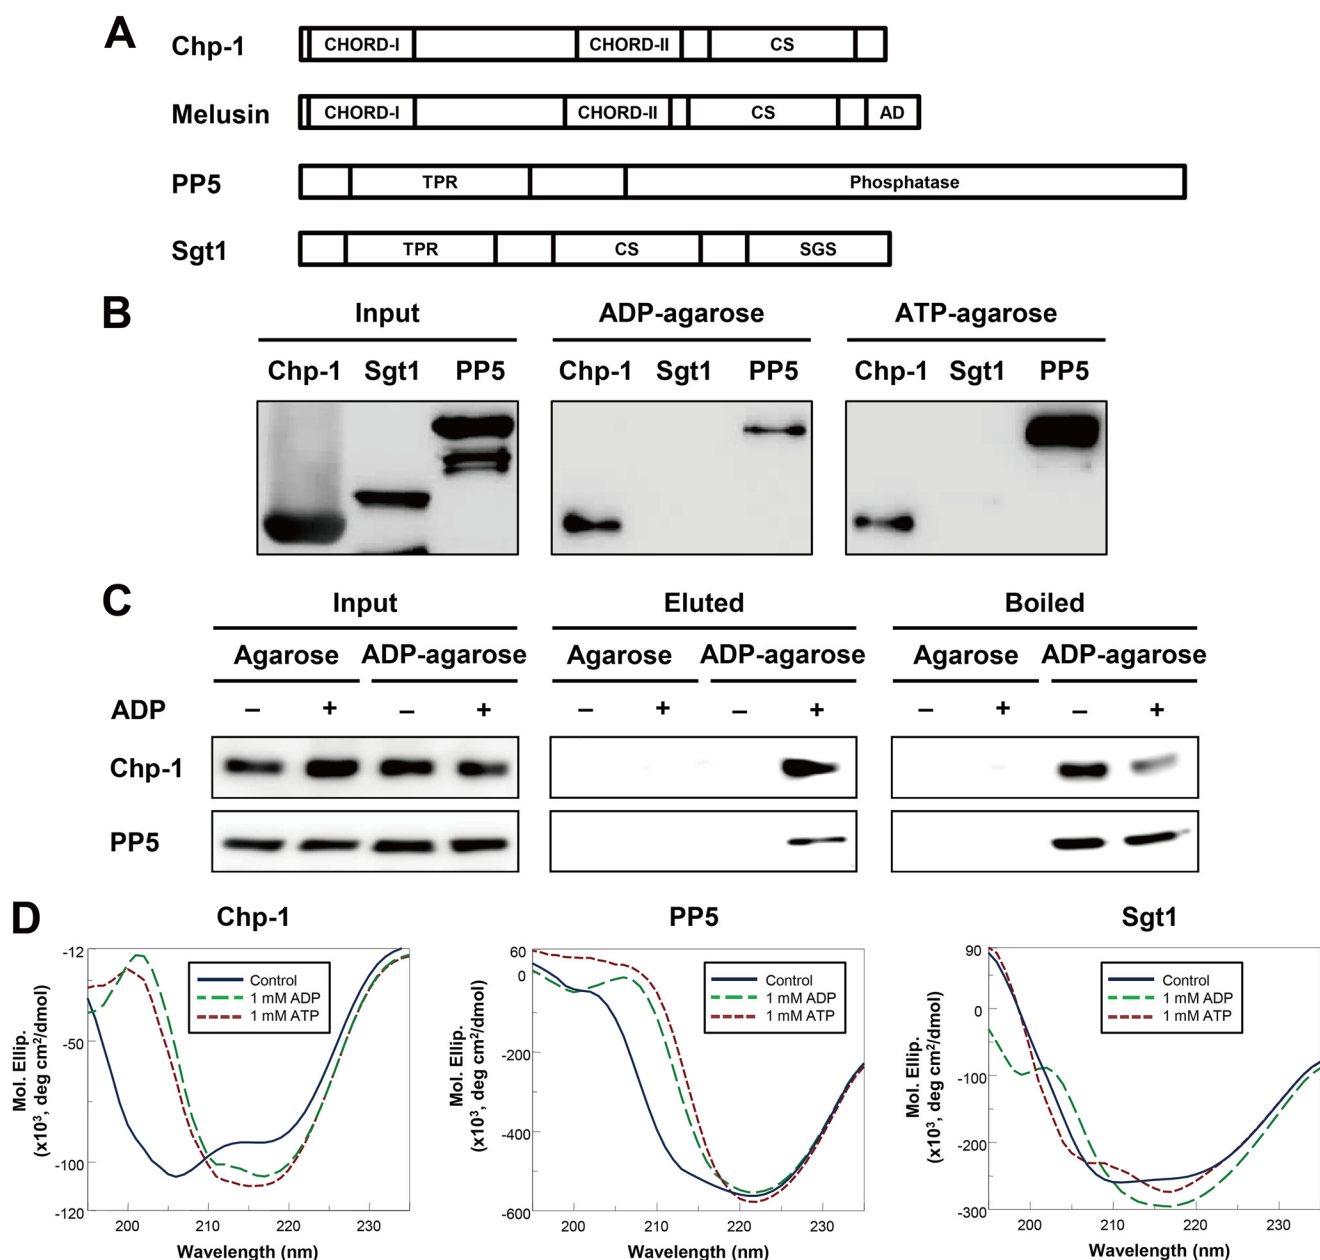 A
Chp-1 CHORD-I CHORD-II CS
Melusin CHORD-I CHORD-II CS AD
PP5 TPR Phosphatase
Sgt1 TPR CS SGS
B
Input ADP-agarose ATP-agarose
Chp-1 Sgt1 PP5 Chp-1 Sgt1 PP5 Chp-1 Sgt1 PP5
C
Input Eluted Boiled
Agarose ADP-agarose Agarose ADP-agarose Agarose ADP-agarose
ADP – + – + – + – + – + – +
Chp-1
PP5
D
Chp-1
Mol. Ellip.
(x10³, deg cm²/dmol)
-12
-50
-100
-120
Control
1 mM ADP
1 mM ATP
200 210 220 230
Wavelength (nm)
PP5
Mol. Ellip.
(x10³, deg cm²/dmol)
60
0
-200
-400
-600
Control
1 mM ADP
1 mM ATP
200 210 220 230
Wavelength (nm)
Sgt1
Mol. Ellip.
(x10³, deg cm²/dmol)
90
0
-100
-200
-300
Control
1 mM ADP
1 mM ATP
200 210 220 230
Wavelength (nm)